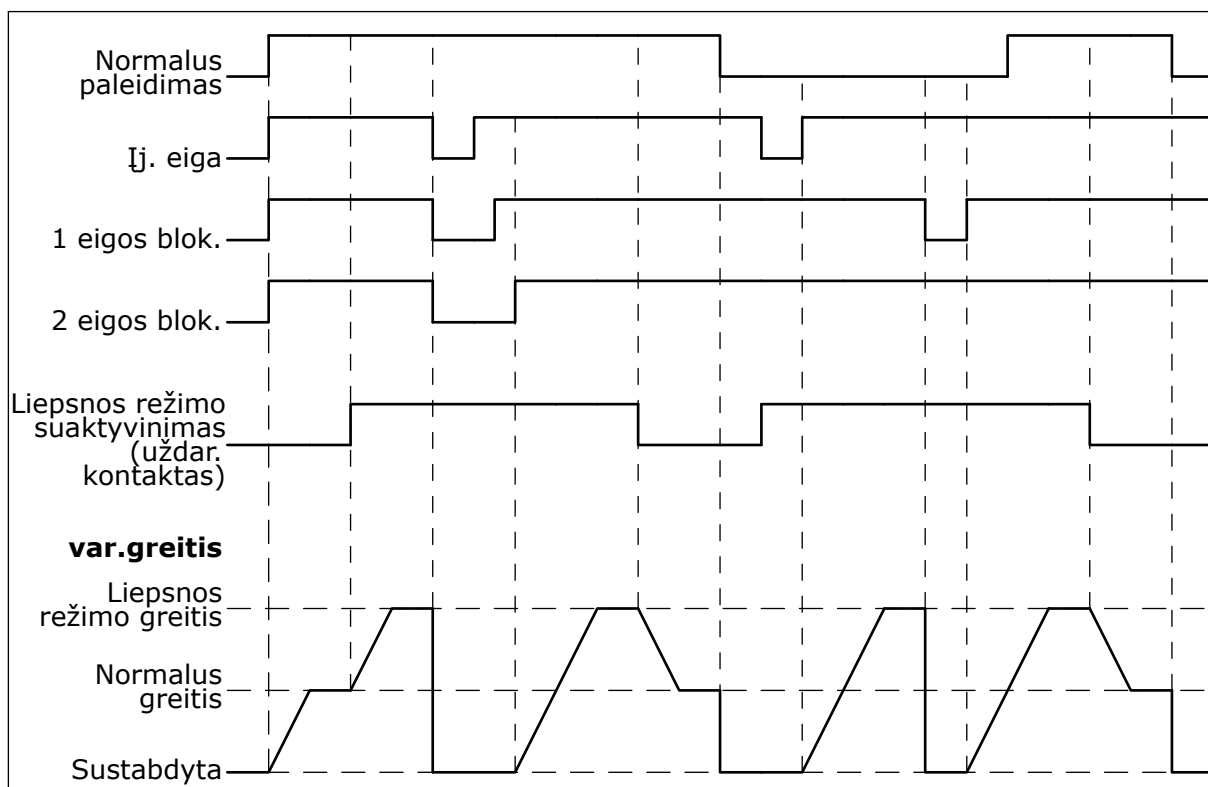 Normalus
paleidimas
Įj. eiga
1 eigos blok.
2 eigos blok.
Liepsnos režimo
suaktyvinimas
(uždar.
kontaktas)
var.greitis
Liepsnos
režimo greitis
Normalus
greitis
Sustabdyta